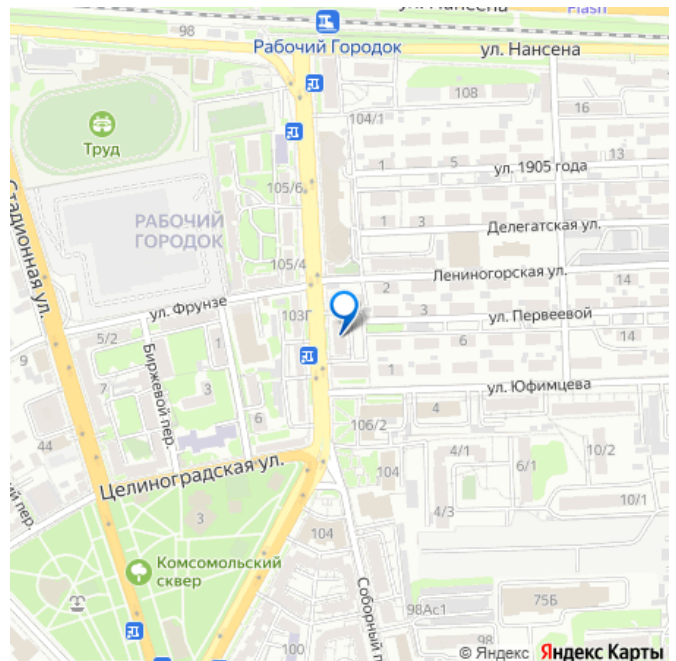 ул. Нансена
Flash
98
Рабочий Городок
ул. Нансена
108
16
104/1
Труд
13
1
5
ул. 1905 года
105/6
РАБОЧИЙ
ГОРОДОК
1
3
Делегатская ул.
Стадионная ул.
105/4
Лениногорская ул.
2
14
ул. Фрунзе
103Г
3
ул. Первеевой
5/2
1
6
14
9
Биржевой пер.
7
3
1
ул. Юфимцева
6
4
106/2
44
4/1
10/2
Целиноградская ул.
104
6/1
10/1
пер.
3
4/3
104
Комсомольский
сквер
Соборный п
75Б
98Ас1
98
100
© Яндекс Яндекс Карты